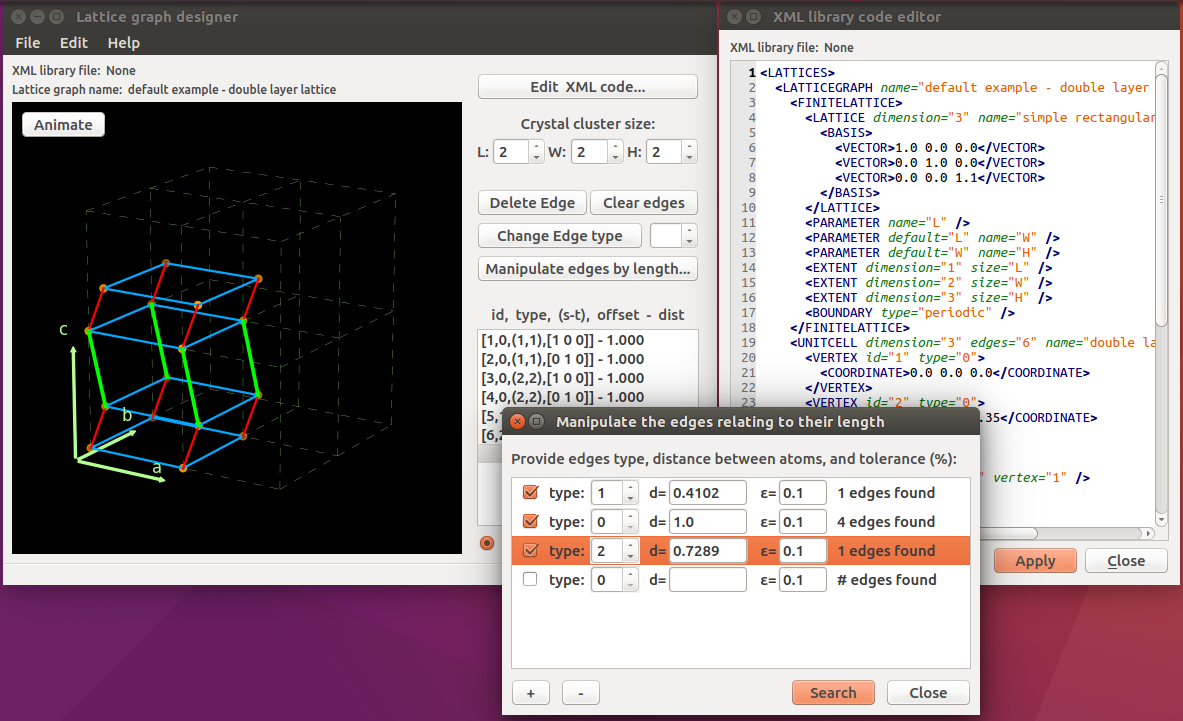 Lattice graph designer
File Edit Help
XML library file: None
Lattice graph name: default example - double layer lattice
Animate
c
b
a
Edit XML code...
Crystal cluster size:
L: 2 W: 2 H: 2
Delete Edge Clear edges
Change Edge type
Manipulate edges by length...
id, type, (s-t), offset - dist
[1,0,(1,1),[1 0 0]] - 1.000
[2,0,(1,1),[0 1 0]] - 1.000
[3,0,(2,2),[1 0 0]] - 1.000
[4,0,(2,2),[0 1 0]] - 1.000
[5,
[6,
XML library code editor
XML library file: None
1 <LATTICES>
2 <LATTICEGRAPH name="default example - double layer
3 <FINITELATTICE>
4 <LATTICE dimension="3" name="simple rectangular
5 <BASIS>
6 <VECTOR>1.0 0.0 0.0</VECTOR>
7 <VECTOR>0.0 1.0 0.0</VECTOR>
8 <VECTOR>0.0 0.0 1.1</VECTOR>
9 </BASIS>
10 </LATTICE>
11 <PARAMETER name="L" />
12 <PARAMETER default="L" name="W" />
13 <PARAMETER default="W" name="H" />
14 <EXTENT dimension="1" size="L" />
15 <EXTENT dimension="2" size="W" />
16 <EXTENT dimension="3" size="H" />
17 <BOUNDARY type="periodic" />
18 </FINITELATTICE>
19 <UNITCELL dimension="3" edges="6" name="double la
20 <VERTEX id="1" type="0">
21 <COORDINATE>0.0 0.0 0.0</COORDINATE>
22 </VERTEX>
23 <VERTEX id="2" type="0">
.35</COORDINATE>
" vertex="1" />
Apply Close
Manipulate the edges relating to their length
Provide edges type, distance between atoms, and tolerance (%):
type: 1 d= 0.4102 ε= 0.1 1 edges found
type: 0 d= 1.0 ε= 0.1 4 edges found
type: 2 d= 0.7289 ε= 0.1 1 edges found
type: 0 d= ε= 0.1 # edges found
+ - Search Close